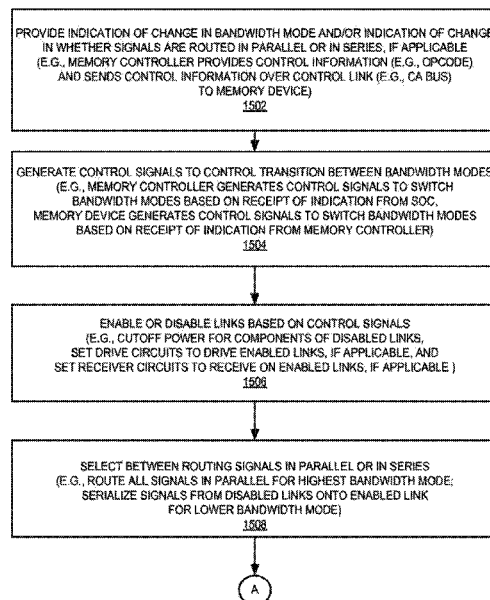 PROVIDE INDICATION OF CHANGE IN BANDWIDTH MODE AND/OR INDICATION OF CHANGE
IN WHETHER SIGNALS ARE ROUTED IN PARALLEL OR IN SERIES, IF APPLICABLE
(E.G., MEMORY CONTROLLER PROVIDES CONTROL INFORMATION (E.G., OPCODE)
AND SENDS CONTROL INFORMATION OVER CONTROL LINK (E.G., CA BUS)
TO MEMORY DEVICE)
1502
GENERATE CONTROL SIGNALS TO CONTROL TRANSITION BETWEEN BANDWIDTH MODES
(E.G., MEMORY CONTROLLER GENERATES CONTROL SIGNALS TO SWITCH
BANDWIDTH MODES BASED ON RECEIPT OF INDICATION FROM SOC,
MEMORY DEVICE GENERATES CONTROL SIGNALS TO SWITCH BANDWIDTH MODES
BASED ON RECEIPT OF INDICATION FROM MEMORY CONTROLLER)
1504
ENABLE OR DISABLE LINKS BASED ON CONTROL SIGNALS
(E.G., CUTOFF POWER FOR COMPONENTS OF DISABLED LINKS,
SET DRIVE CIRCUITS TO DRIVE ENABLED LINKS, IF APPLICABLE, AND
SET RECEIVER CIRCUITS TO RECEIVE ON ENABLED LINKS, IF APPLICABLE )
1506
SELECT BETWEEN ROUTING SIGNALS IN PARALLEL OR IN SERIES
(E.G., ROUTE ALL SIGNALS IN PARALLEL FOR HIGHEST BANDWIDTH MODE;
SERIALIZE SIGNALS FROM DISABLED LINKS ONTO ENABLED LINK
FOR LOWER BANDWIDTH MODE)
1508
A